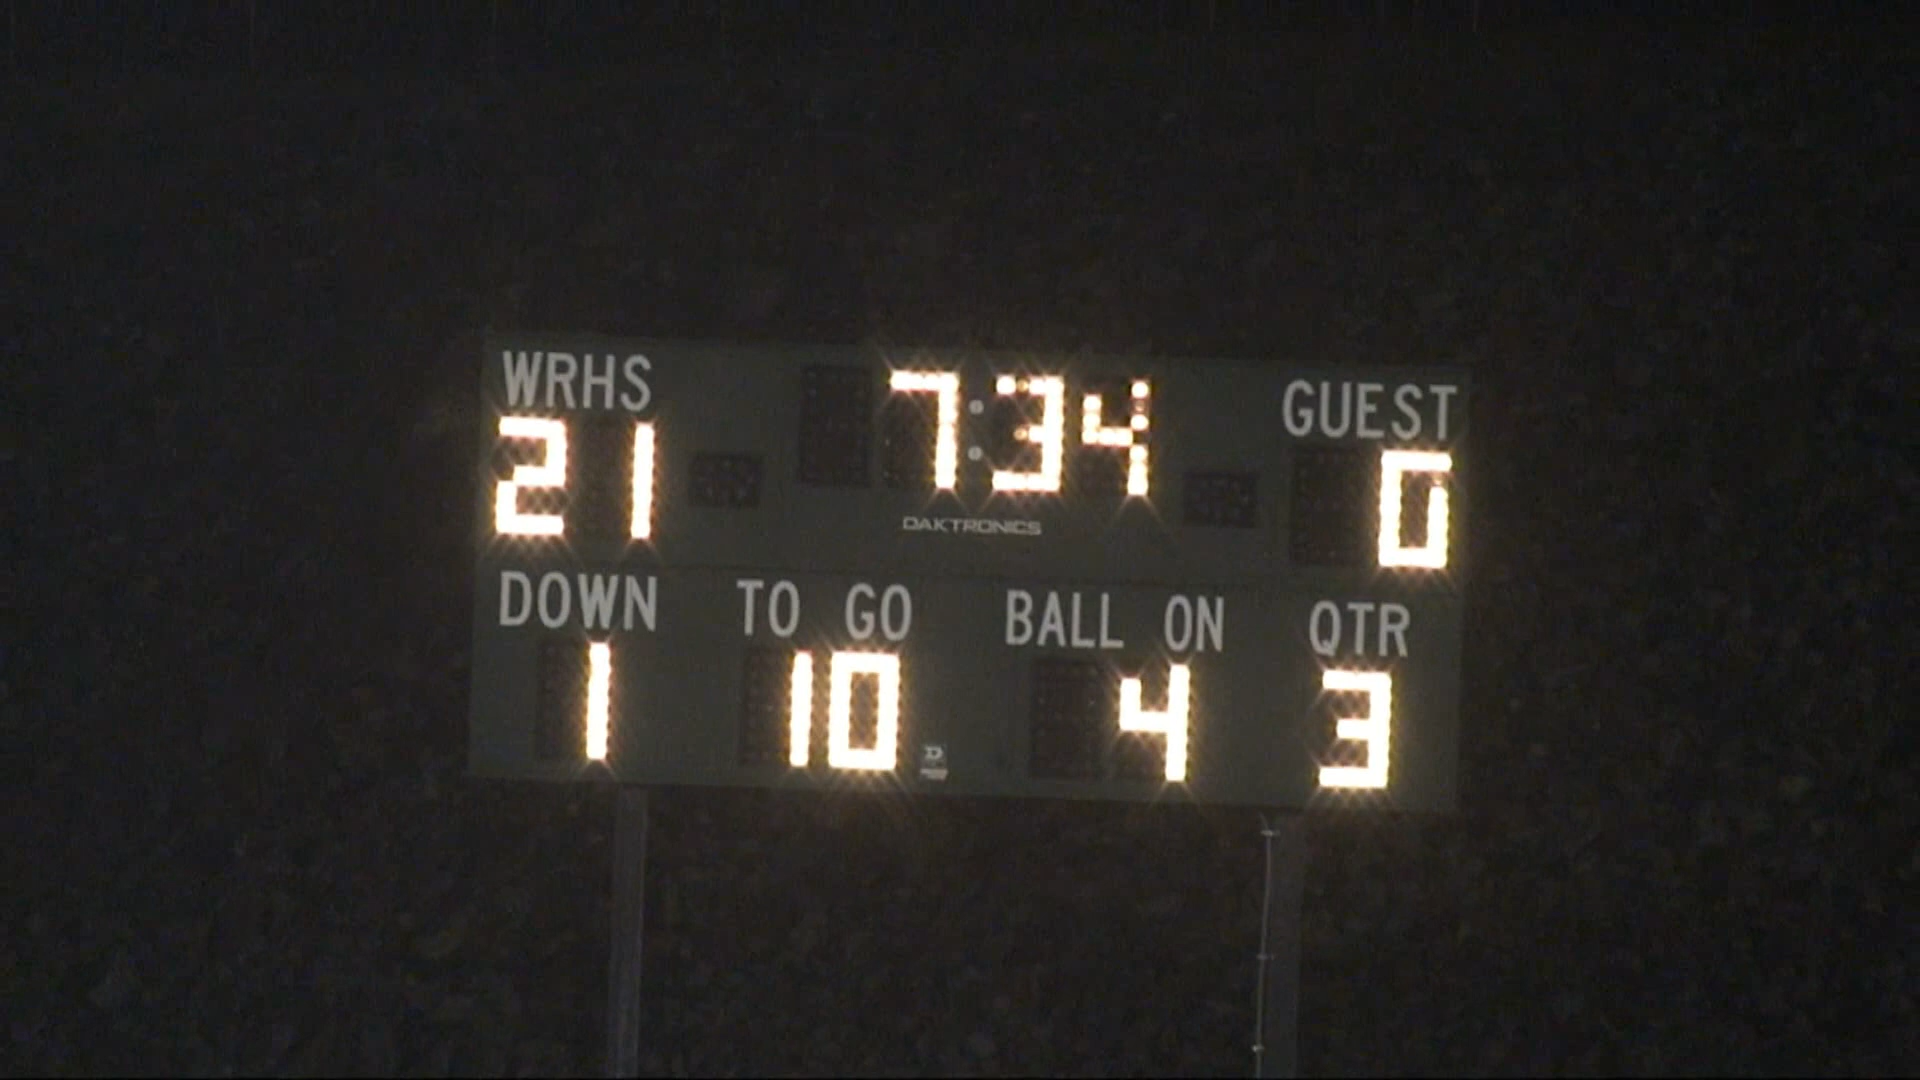 WRHS 7:34 GUEST
21 0
DAKTRONICS
DOWN TO GO BALL ON QTR
1 10 4 3